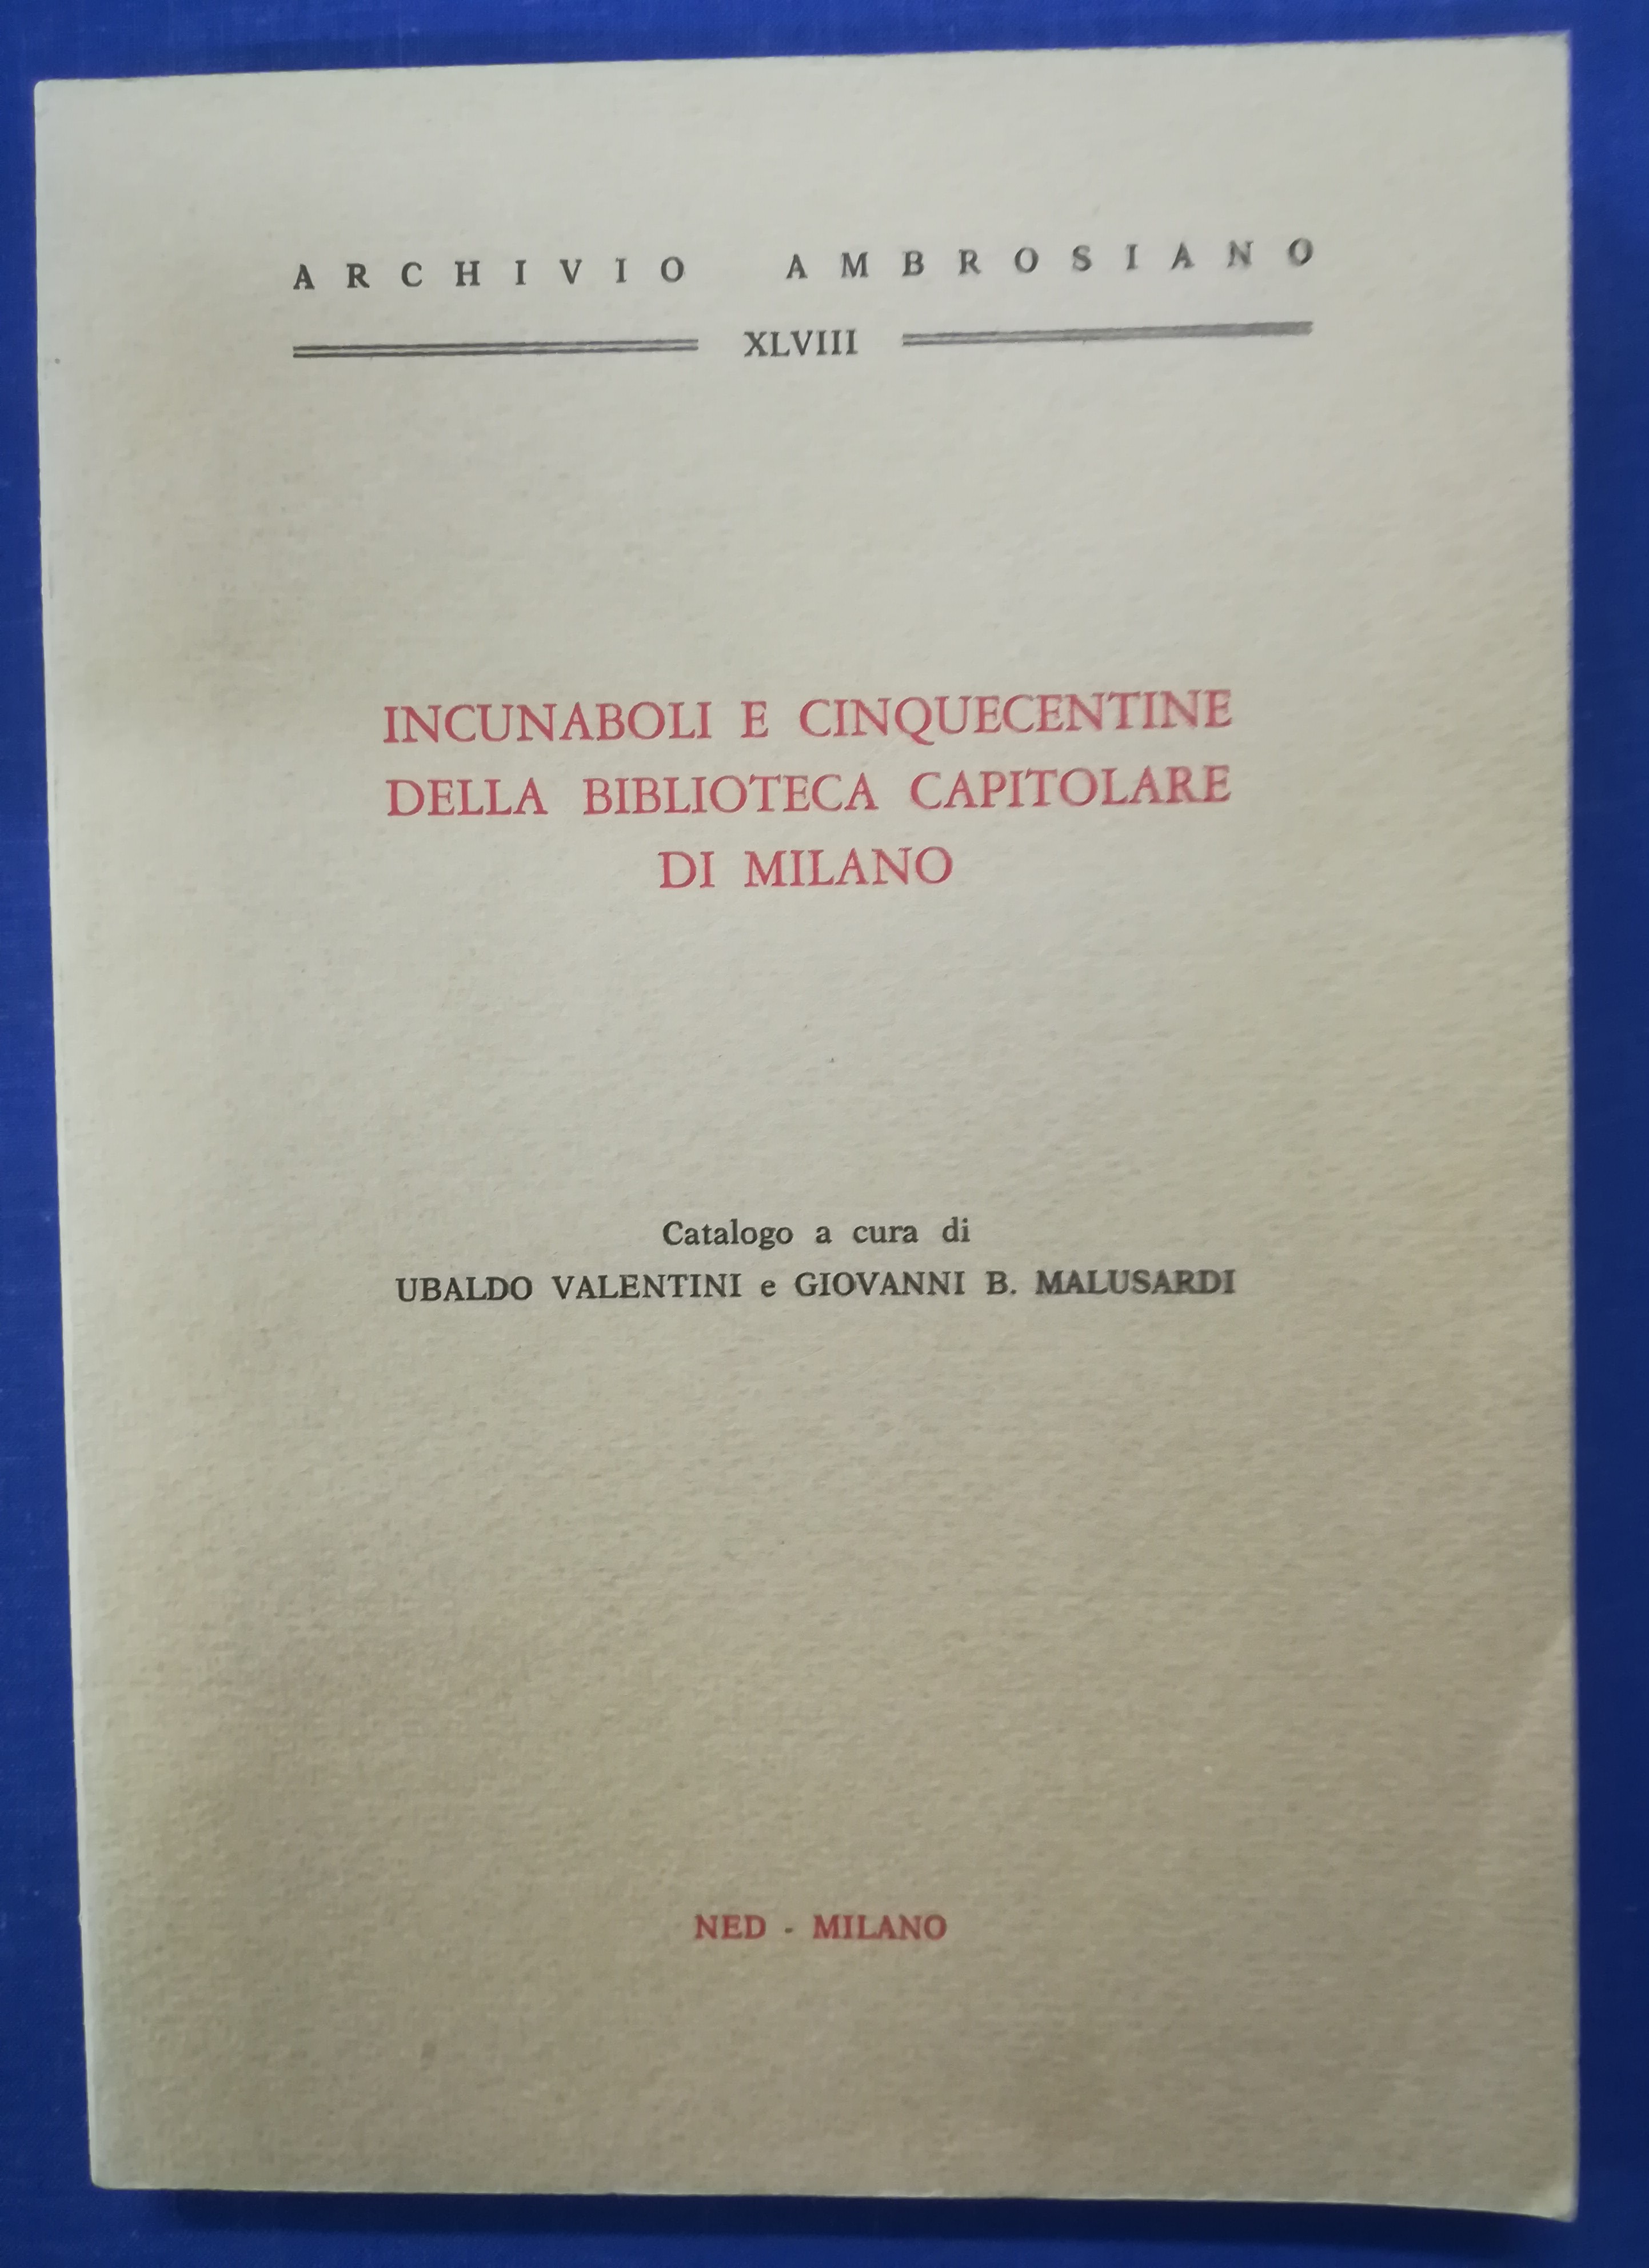 ARCHIVIO AMBROSIANO
XLVIII
INCUNABOLI E CINQUECENTINE
DELLA BIBLIOTECA CAPITOLARE
DI MILANO
Catalogo a cura di
UBALDO VALENTINI e GIOVANNI B. MALUSARDI
NED - MILANO